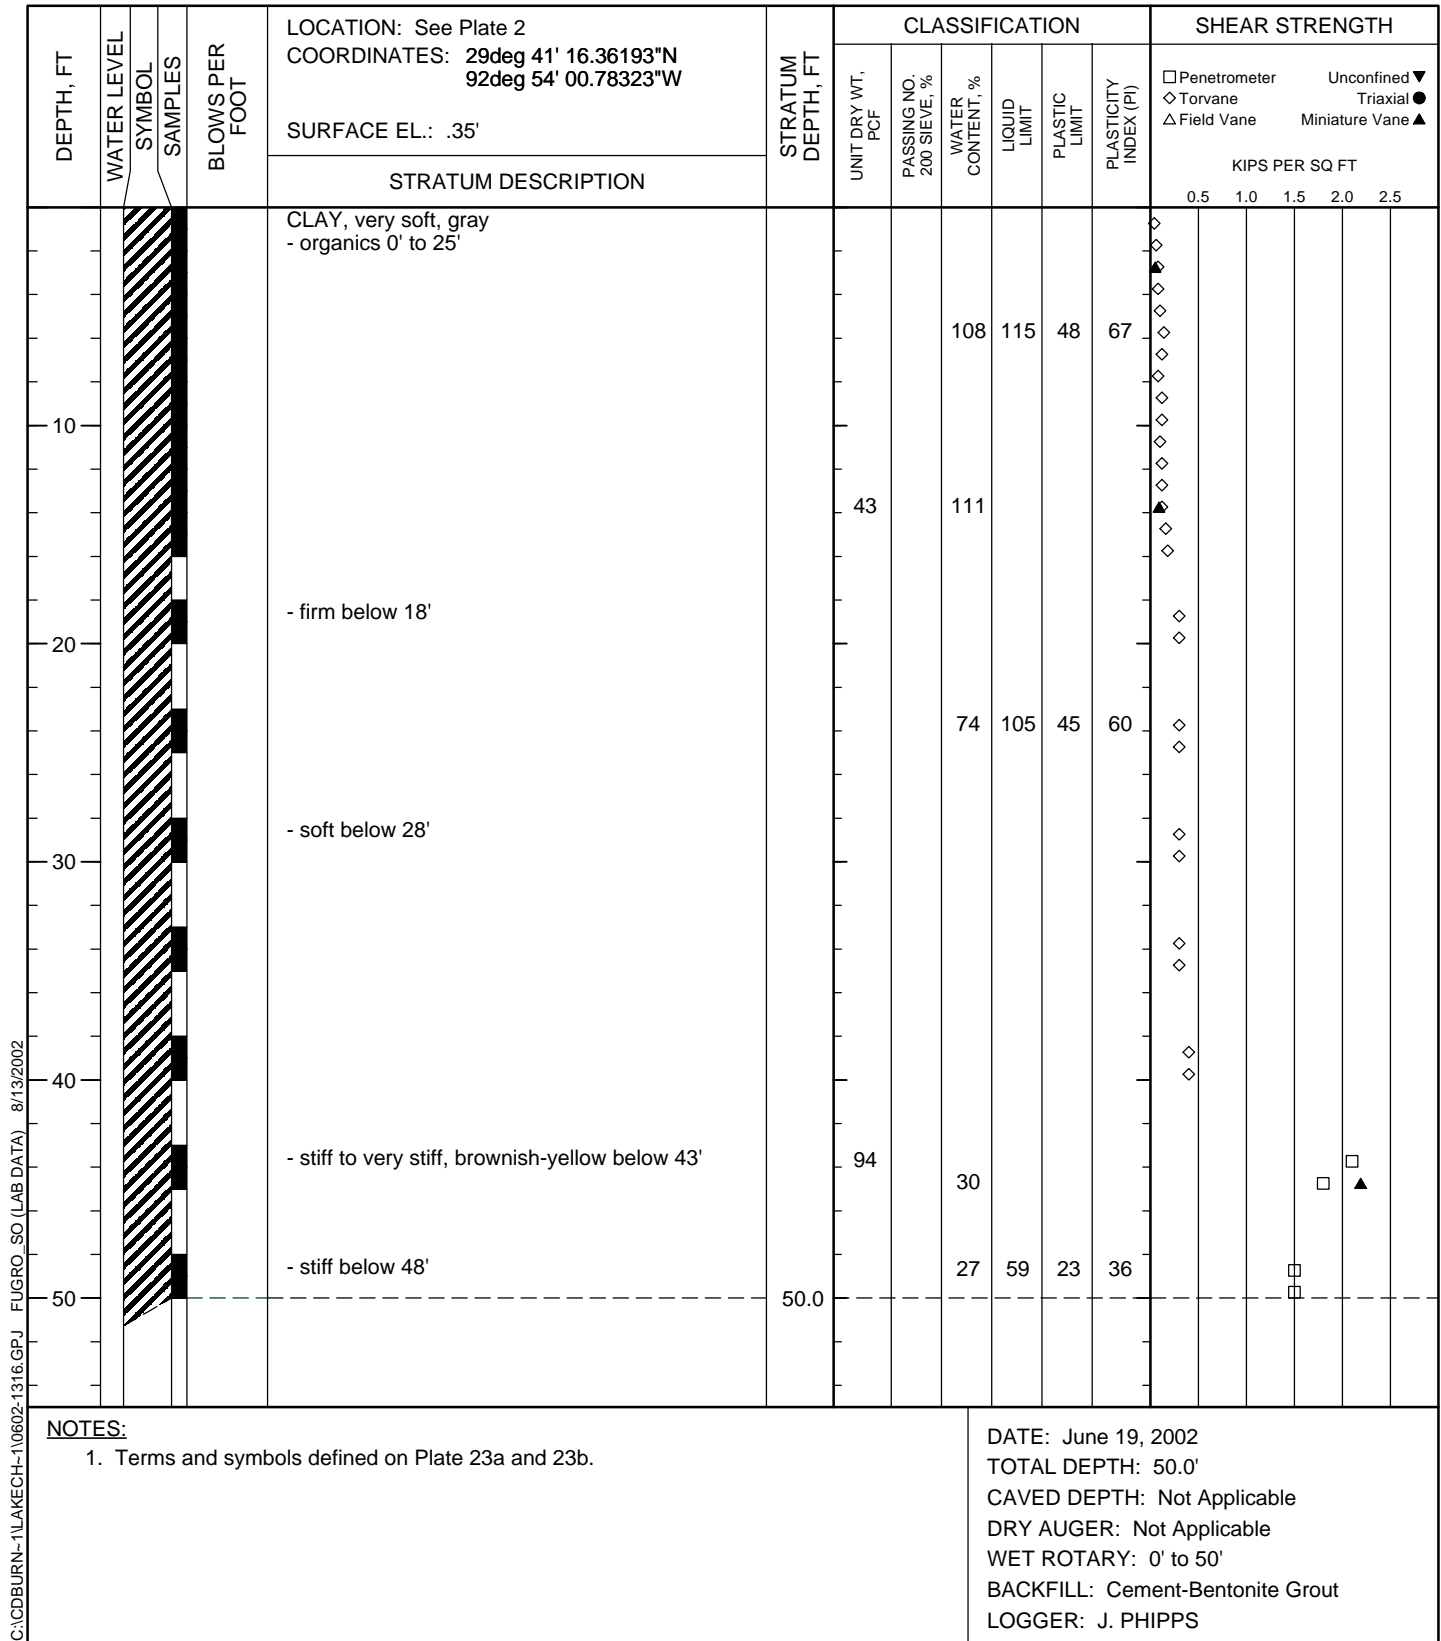 DEPTH, FT
WATER LEVEL
SYMBOL
SAMPLES
BLOWS PER
FOOT
LOCATION: See Plate 2
COORDINATES: 29deg 41' 16.36193"N
92deg 54' 00.78323"W
SURFACE EL.: .35'
STRATUM DESCRIPTION
STRATUM
DEPTH, FT
CLASSIFICATION
UNIT DRY WT,
PCF
PASSING NO.
200 SIEVE, %
WATER
CONTENT, %
LIQUID
LIMIT
PLASTIC
LIMIT
PLASTICITY
INDEX (PI)
SHEAR STRENGTH
□ Penetrometer Unconfined ▼
◇ Torvane Triaxial ●
△ Field Vane Miniature Vane ▲
KIPS PER SQ FT
0.5 1.0 1.5 2.0 2.5
CLAY, very soft, gray
- organics 0' to 25'
108 115 48 67
10
43 111
- firm below 18'
20
74 105 45 60
- soft below 28'
30
40
- stiff to very stiff, brownish-yellow below 43' 94
30
- stiff below 48' 27 59 23 36
50 50.0
NOTES:
1. Terms and symbols defined on Plate 23a and 23b.
DATE: June 19, 2002
TOTAL DEPTH: 50.0'
CAVED DEPTH: Not Applicable
DRY AUGER: Not Applicable
WET ROTARY: 0' to 50'
BACKFILL: Cement-Bentonite Grout
LOGGER: J. PHIPPS
C:\CDBURN~1\LAKECH~1\0602-1316.GPJ FUGRO_SO (LAB DATA) 8/13/2002